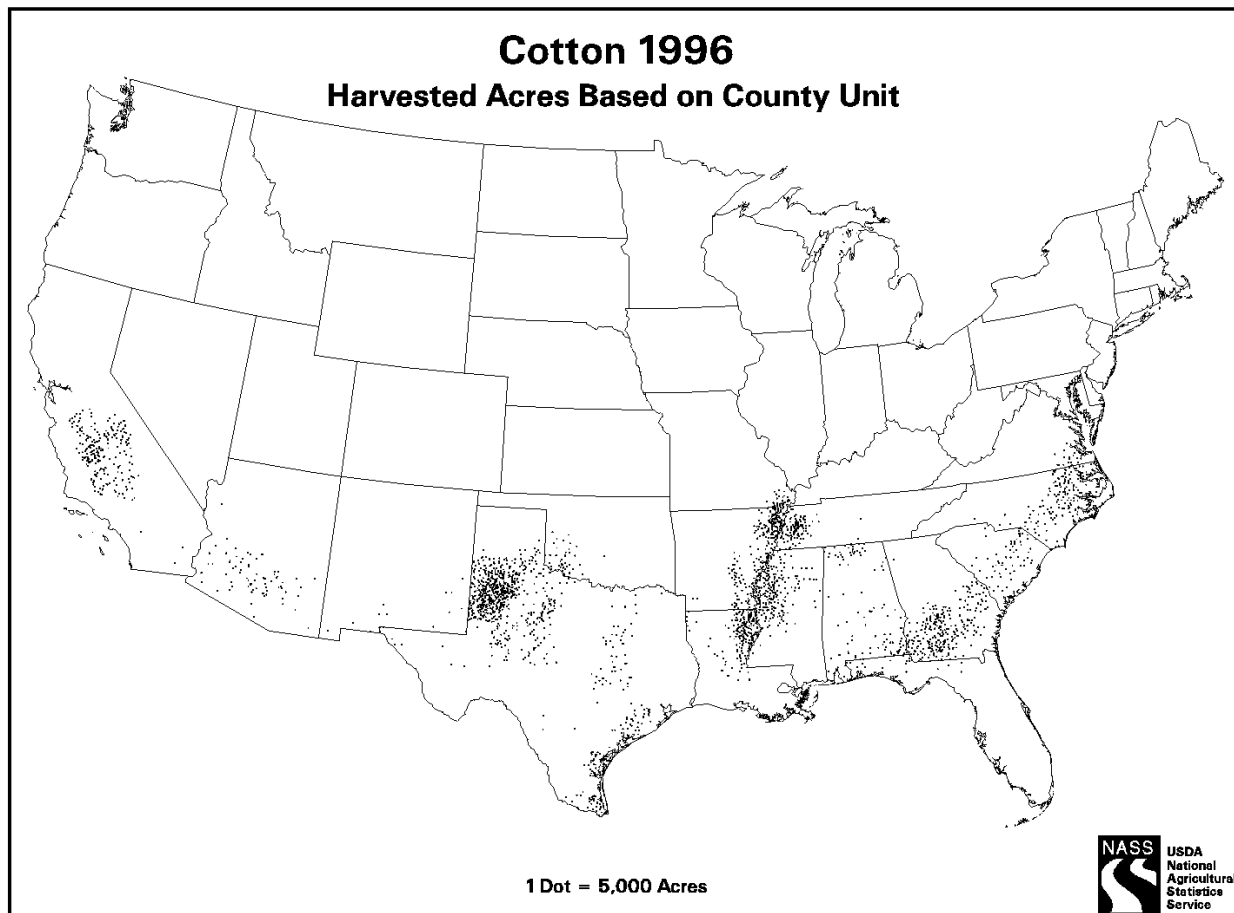 Cotton 1996
Harvested Acres Based on County Unit
1 Dot = 5,000 Acres
NASS
USDA
National
Agricultural
Statistics
Service